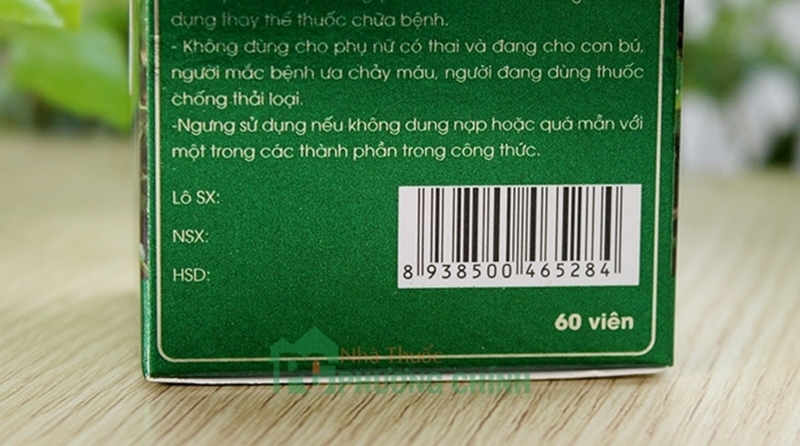 dụng thay thế thuốc chữa bệnh.
- Không dùng cho phụ nữ có thai và đang cho con bú,
người mắc bệnh ưa chảy máu, người đang dùng thuốc
chống thải loại.
-Ngưng sử dụng nếu không dung nạp hoặc quá mẫn với
một trong các thành phần trong công thức.
Lô SX:
NSX:
HSD:
8 938500 465284
60 viên
Nhà Thuốc
PHƯƠNG CHÍNH